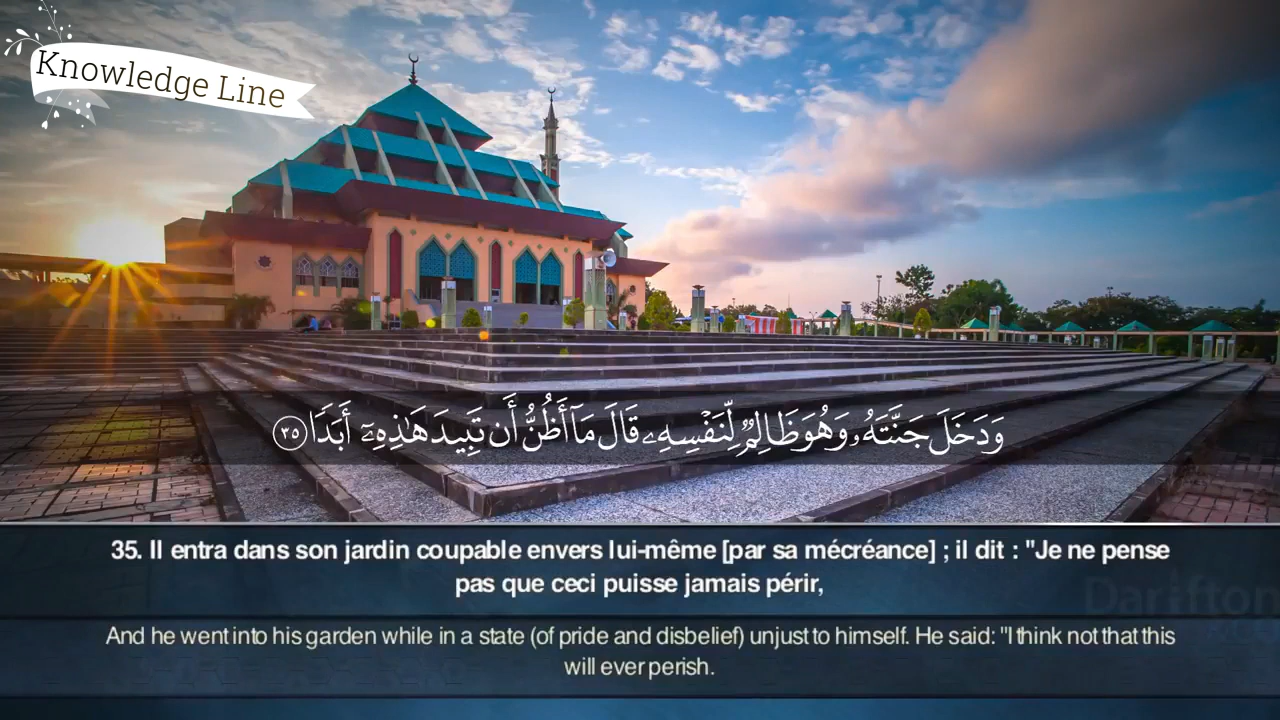 Knowledge Line
وَدَخَلَ جَنَّتَهُۥ وَهُوَ ظَالِمٌ لِّنَفْسِهِۦ قَالَ مَآ أَظُنُّ أَن تَبِيدَ هَٰذِهِۦٓ أَبَدًا ٣٥
35. Il entra dans son jardin coupable envers lui-même [par sa mécréance] ; il dit : "Je ne pense
pas que ceci puisse jamais périr,
And he went into his garden while in a state (of pride and disbelief) unjust to himself. He said: "I think not that this
will ever perish.